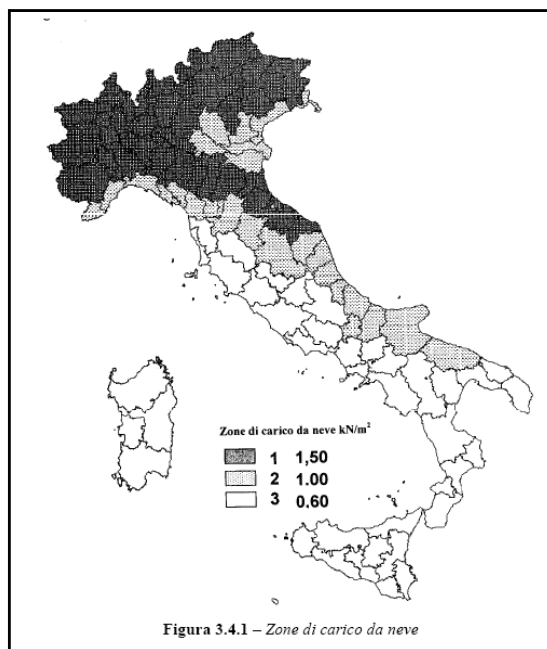 Zone di carico da neve kN/m²
1 1,50
2 1.00
3 0.60
Figura 3.4.1 – Zone di carico da neve